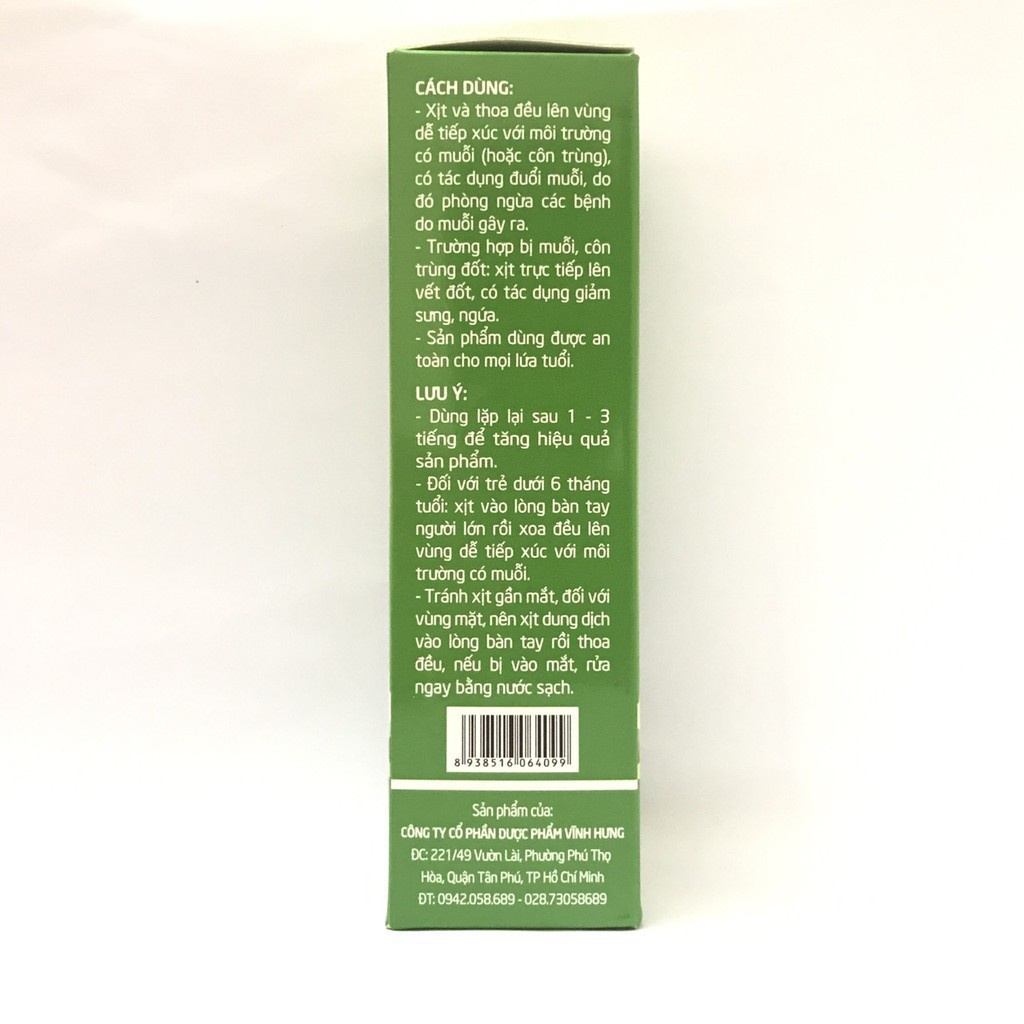 CÁCH DÙNG:
- Xịt và thoa đều lên vùng
dễ tiếp xúc với môi trường
có muỗi (hoặc côn trùng),
có tác dụng đuổi muỗi, do
đó phòng ngừa các bệnh
do muỗi gây ra.
- Trường hợp bị muỗi, côn
trùng đốt: xịt trực tiếp lên
vết đốt, có tác dụng giảm
sưng, ngứa.
- Sản phẩm dùng được an
toàn cho mọi lứa tuổi.
LƯU Ý:
- Dùng lặp lại sau 1 - 3
tiếng để tăng hiệu quả
sản phẩm.
- Đối với trẻ dưới 6 tháng
tuổi: xịt vào lòng bàn tay
người lớn rồi xoa đều lên
vùng dễ tiếp xúc với môi
trường có muỗi.
- Tránh xịt gần mắt, đối với
vùng mặt, nên xịt dung dịch
vào lòng bàn tay rồi thoa
đều, nếu bị vào mắt, rửa
ngay bằng nước sạch.
8 938516 064099
Sản phẩm của:
CÔNG TY CỔ PHẦN DƯỢC PHẨM VĨNH HƯNG
ĐC: 221/49 Vườn Lài, Phường Phú Thọ
Hòa, Quận Tân Phú, TP Hồ Chí Minh
ĐT: 0942.058.689 - 028.73058689